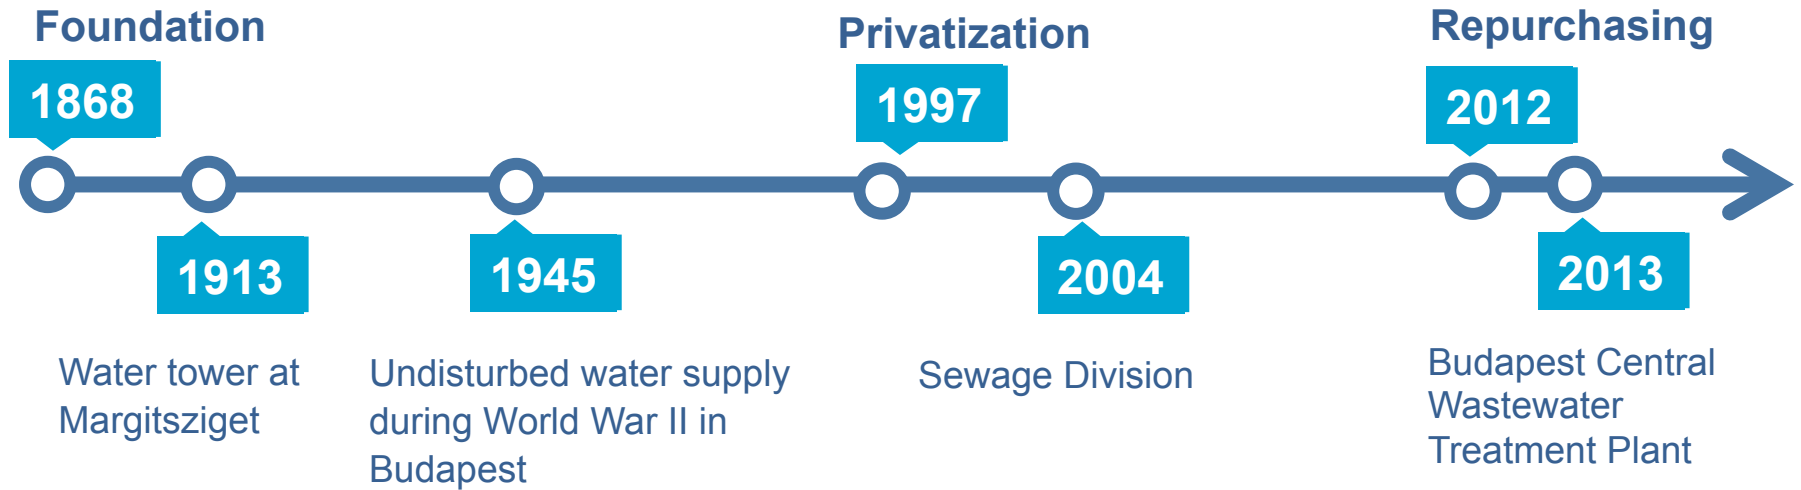 Foundation
Privatization
Repurchasing
1868
1997
2012
1913
1945
2004
2013
Water tower at
Margitsziget
Undisturbed water supply
during World War II in
Budapest
Sewage Division
Budapest Central
Wastewater
Treatment Plant